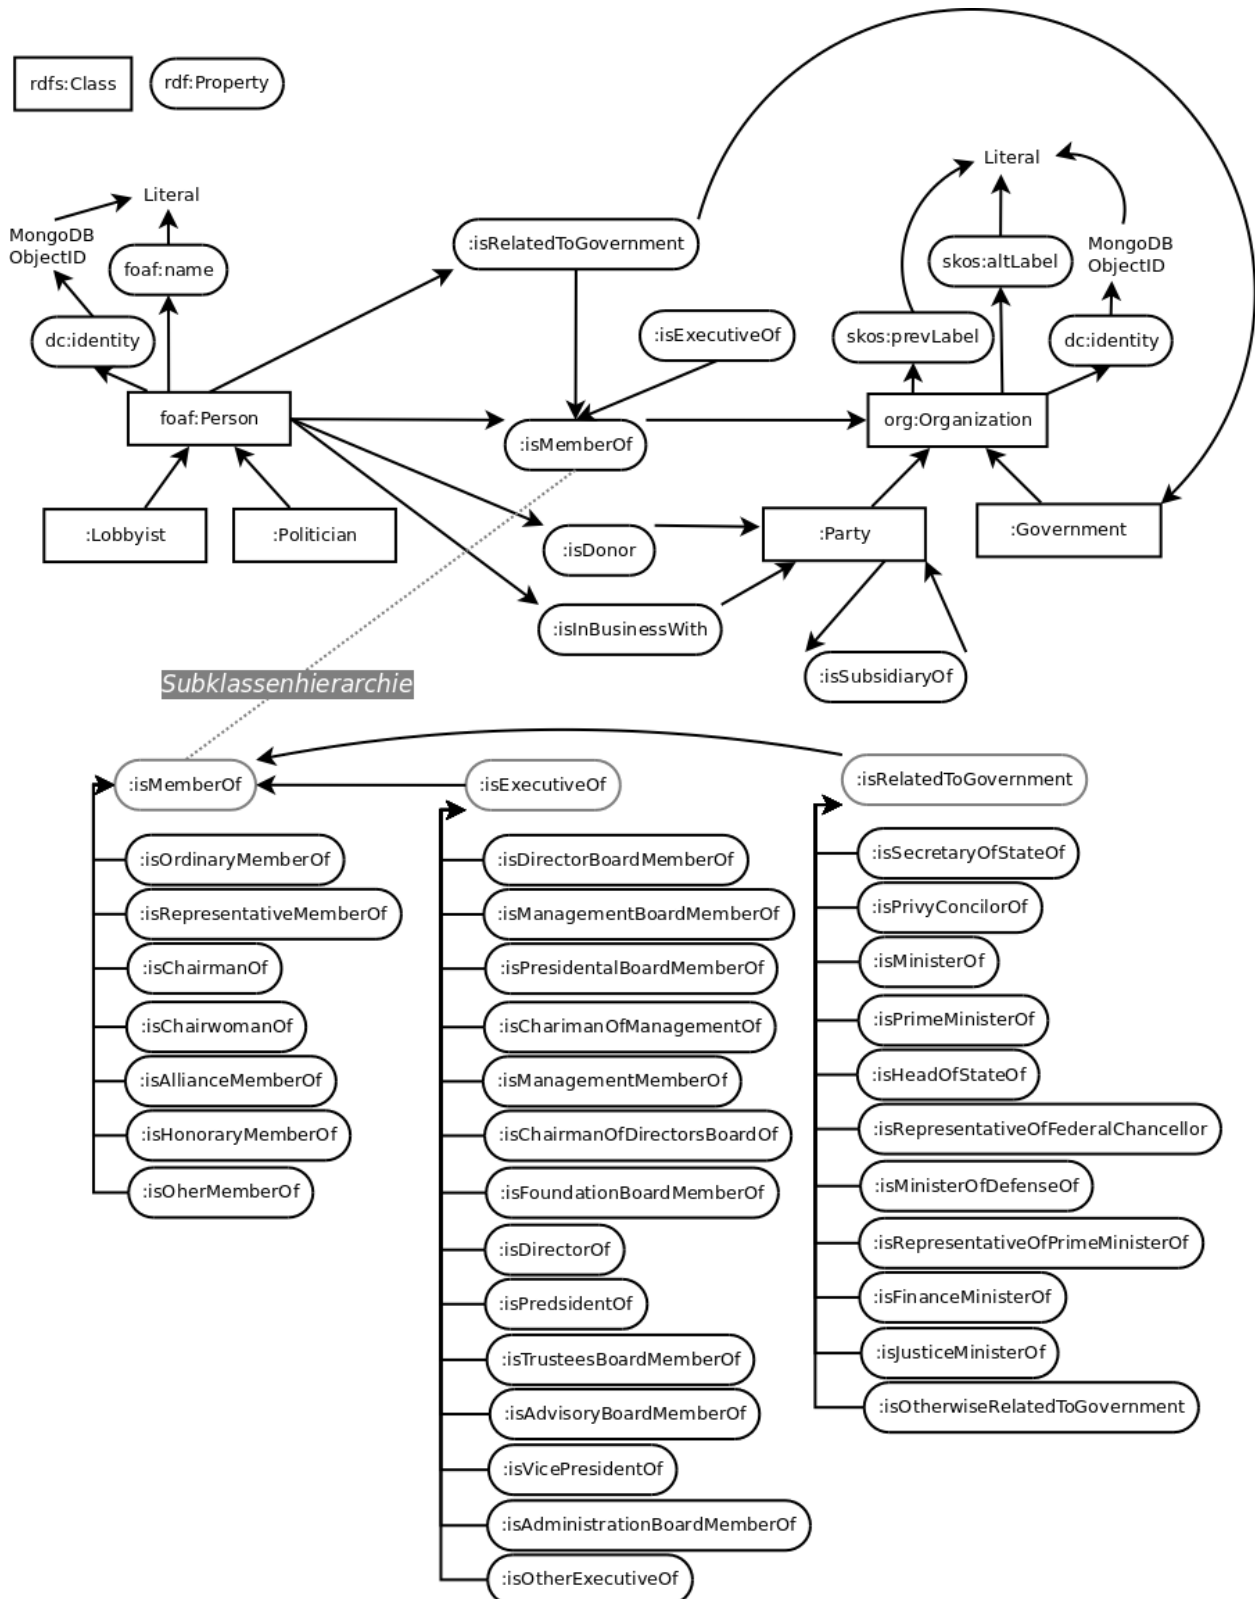 rdfs:Class
rdf:Property
Literal
MongoDB
ObjectID
foaf:name
dc:identity
foaf:Person
:Lobbyist
:Politician
:isRelatedToGovernment
:isExecutiveOf
:isMemberOf
:isDonor
:isInBusinessWith
Literal
skos:altLabel
MongoDB
ObjectID
skos:prevLabel
dc:identity
org:Organization
:Party
:Government
:isSubsidiaryOf
Subklassenhierarchie
:isMemberOf
:isOrdinaryMemberOf
:isRepresentativeMemberOf
:isChairmanOf
:isChairwomanOf
:isAllianceMemberOf
:isHonoraryMemberOf
:isOherMemberOf
:isExecutiveOf
:isDirectorBoardMemberOf
:isManagementBoardMemberOf
:isPresidentalBoardMemberOf
:isCharimanOfManagementOf
:isManagementMemberOf
:isChairmanOfDirectorsBoardOf
:isFoundationBoardMemberOf
:isDirectorOf
:isPredsidentOf
:isTrusteesBoardMemberOf
:isAdvisoryBoardMemberOf
:isVicePresidentOf
:isAdministrationBoardMemberOf
:isOtherExecutiveOf
:isRelatedToGovernment
:isSecretaryOfStateOf
:isPrivyConcilorOf
:isMinisterOf
:isPrimeMinisterOf
:isHeadOfStateOf
:isRepresentativeOfFederalChancellor
:isMinisterOfDefenseOf
:isRepresentativeOfPrimeMinisterOf
:isFinanceMinisterOf
:isJusticeMinisterOf
:isOtherwiseRelatedToGovernment